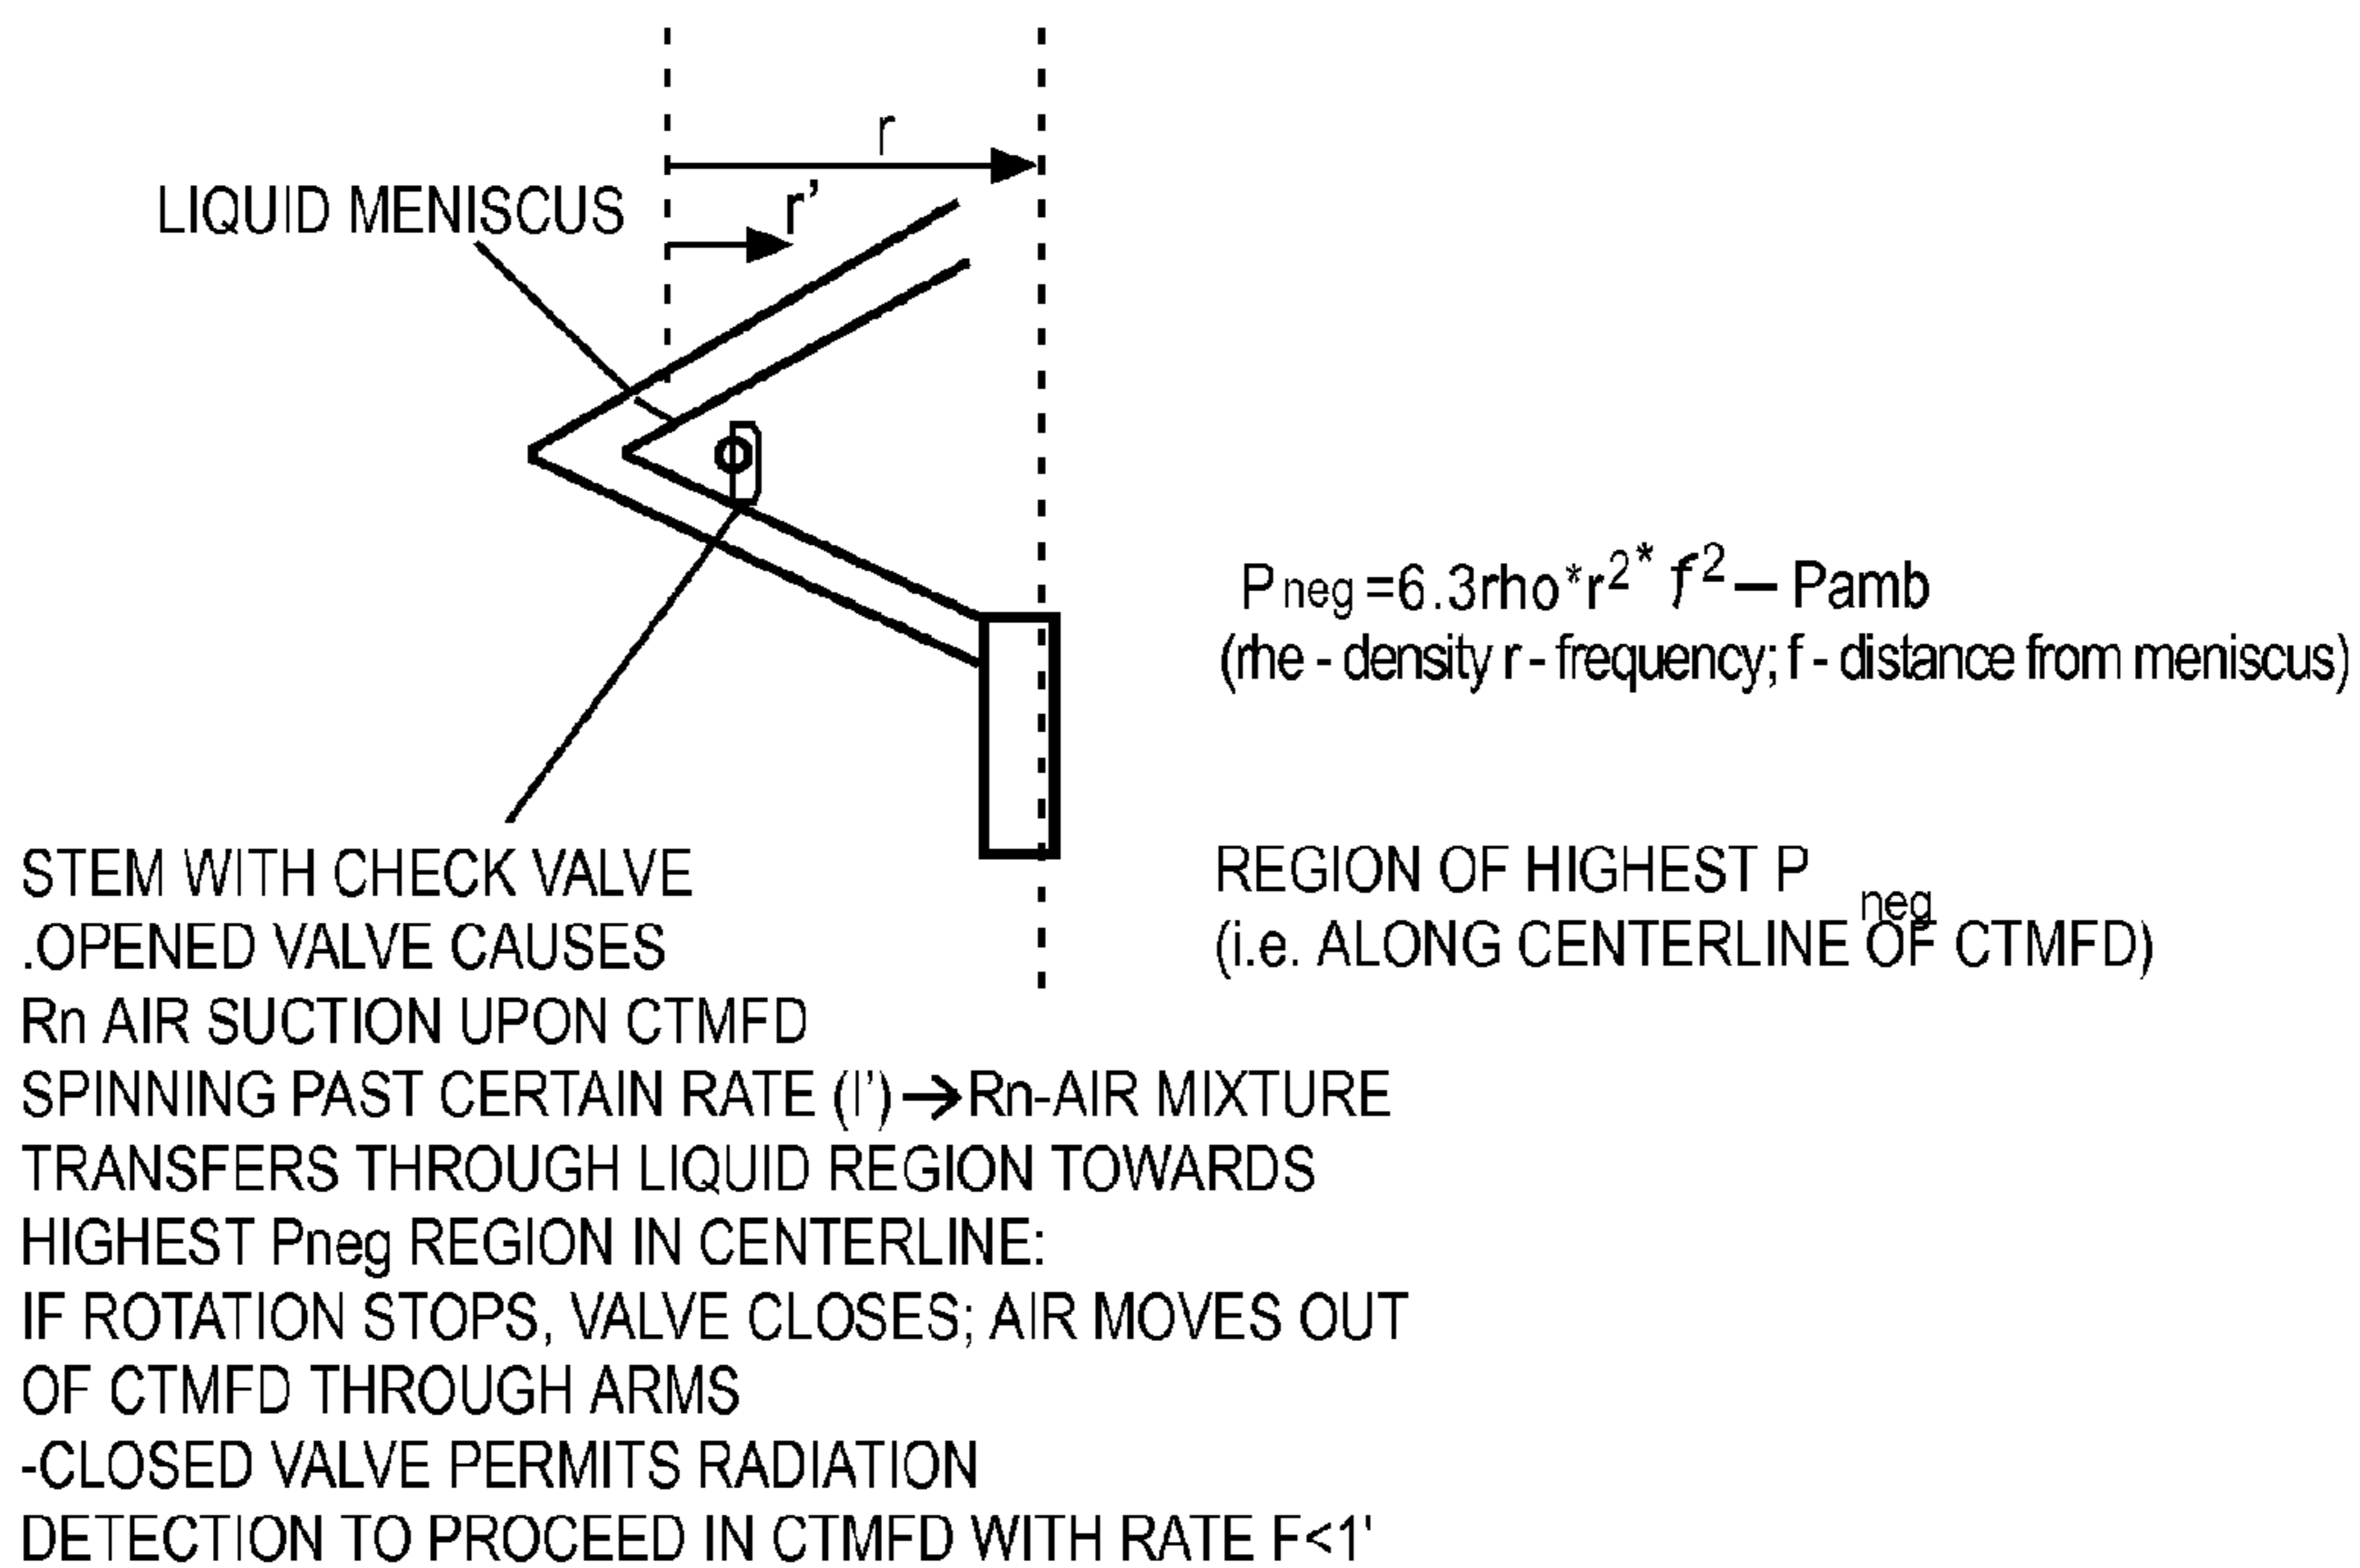 r
r’
LIQUID MENISCUS
Pneg=6.3rho*r²* f² — Pamb
(rhe - density r - frequency; f - distance from meniscus)
STEM WITH CHECK VALVE
.OPENED VALVE CAUSES
Rn AIR SUCTION UPON CTMFD
SPINNING PAST CERTAIN RATE (I’) →Rn-AIR MIXTURE
TRANSFERS THROUGH LIQUID REGION TOWARDS
HIGHEST Pneg REGION IN CENTERLINE:
IF ROTATION STOPS, VALVE CLOSES; AIR MOVES OUT
OF CTMFD THROUGH ARMS
-CLOSED VALVE PERMITS RADIATION
DETECTION TO PROCEED IN CTMFD WITH RATE F<1'
REGION OF HIGHEST P neg
(i.e. ALONG CENTERLINE OF CTMFD)